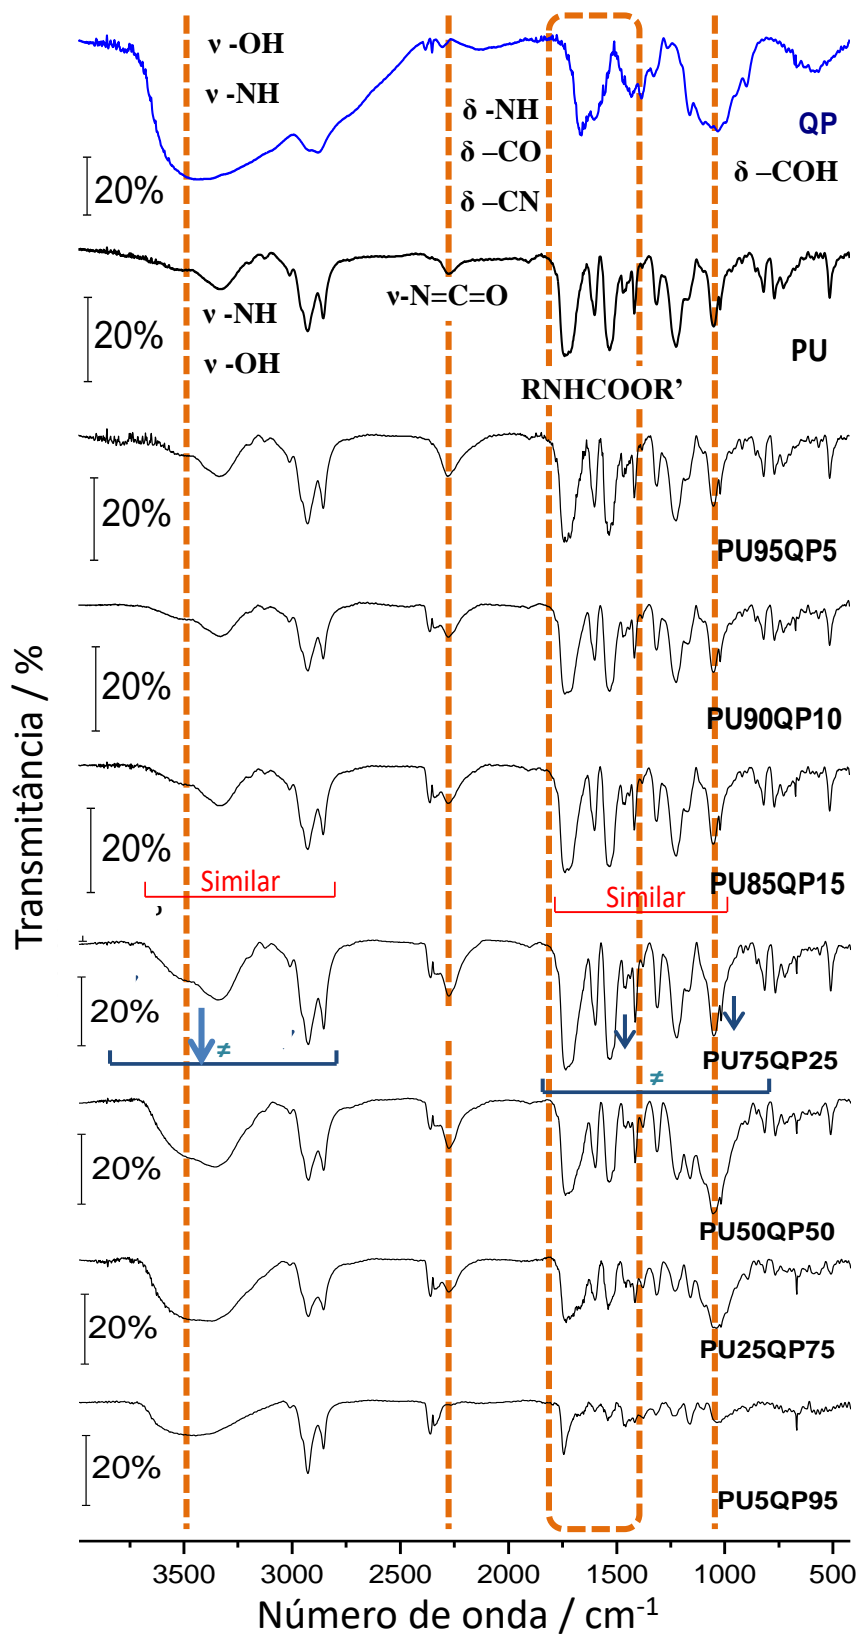 ν -OH
ν -NH
δ -NH
δ –CO
δ –CN
QP
δ –COH
20%
ν-N=C=O
ν -NH
ν -OH
20%
PU
RNHCOOR’
20%
PU95QP5
20%
PU90QP10
20%
PU85QP15
Similar
Similar
20%
≠
PU75QP25
≠
20%
PU50QP50
20%
PU25QP75
20%
PU5QP95
Transmitância / %
3500 3000 2500 2000 1500 1000 500
Número de onda / cm-1